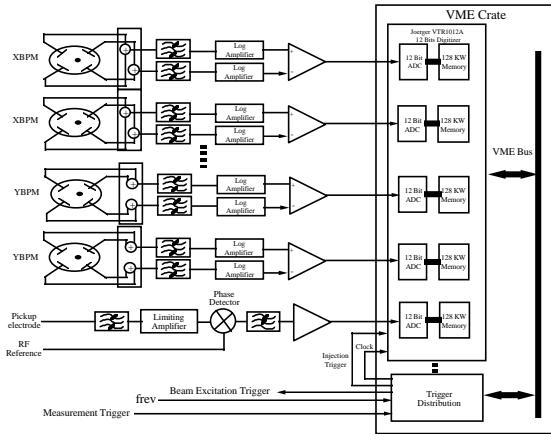 VME Crate
Joerger VTR1012A
12 Bits Digitizer
XBPM
Log
Amplifier
Log
Amplifier
+
-
12 Bit
ADC
128 KW
Memory
XBPM
Log
Amplifier
Log
Amplifier
+
-
12 Bit
ADC
128 KW
Memory
VME Bus
YBPM
Log
Amplifier
Log
Amplifier
+
-
12 Bit
ADC
128 KW
Memory
YBPM
Log
Amplifier
Log
Amplifier
+
-
12 Bit
ADC
128 KW
Memory
Phase
Detector
Pickup
electrode
Limiting
Amplifier
12 Bit
ADC
128 KW
Memory
RF
Reference
Injection
Trigger
Clock
Beam Excitation Trigger
frev
Measurement Trigger
Trigger
Distribution